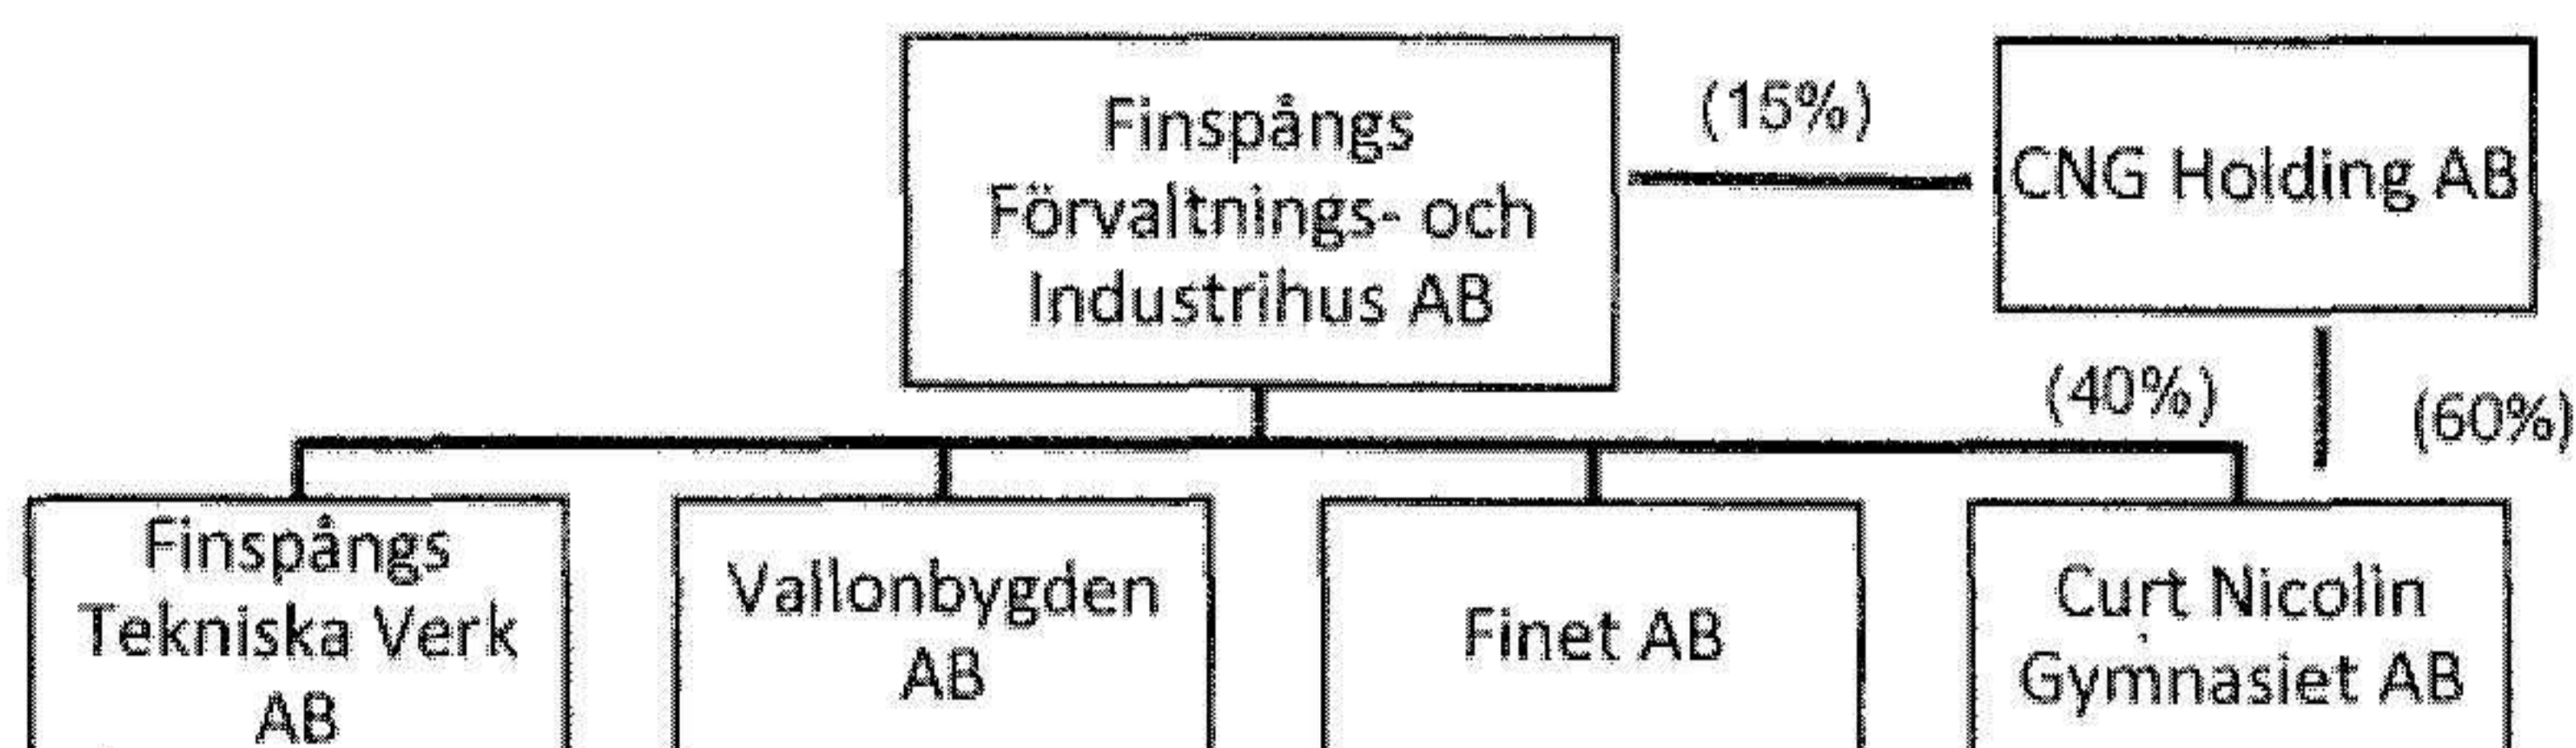 Finspångs
Förvaltnings- och
Industrihus AB
(15%)
CNG Holding AB
(40%)
(60%)
Finspångs
Tekniska Verk
AB
Vallonbygden
AB
Finet AB
Curt Nicolin
Gymnasiet AB